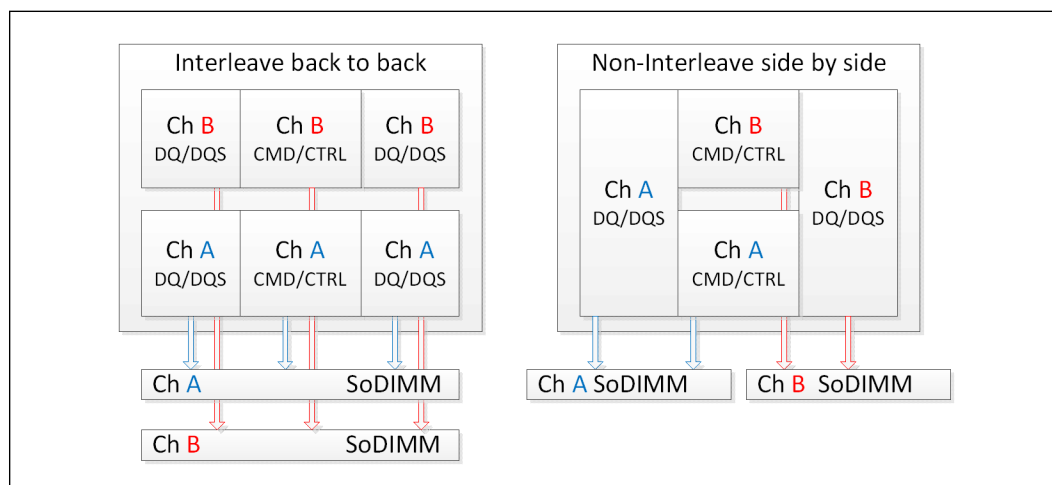 Interleave back to back
Ch B
DQ/DQS
Ch B
CMD/CTRL
Ch B
DQ/DQS
Ch A
DQ/DQS
Ch A
CMD/CTRL
Ch A
DQ/DQS
Ch A SoDIMM
Ch B SoDIMM
Non-Interleave side by side
Ch A
DQ/DQS
Ch B
CMD/CTRL
Ch A
CMD/CTRL
Ch B
DQ/DQS
Ch A SoDIMM
Ch B SoDIMM